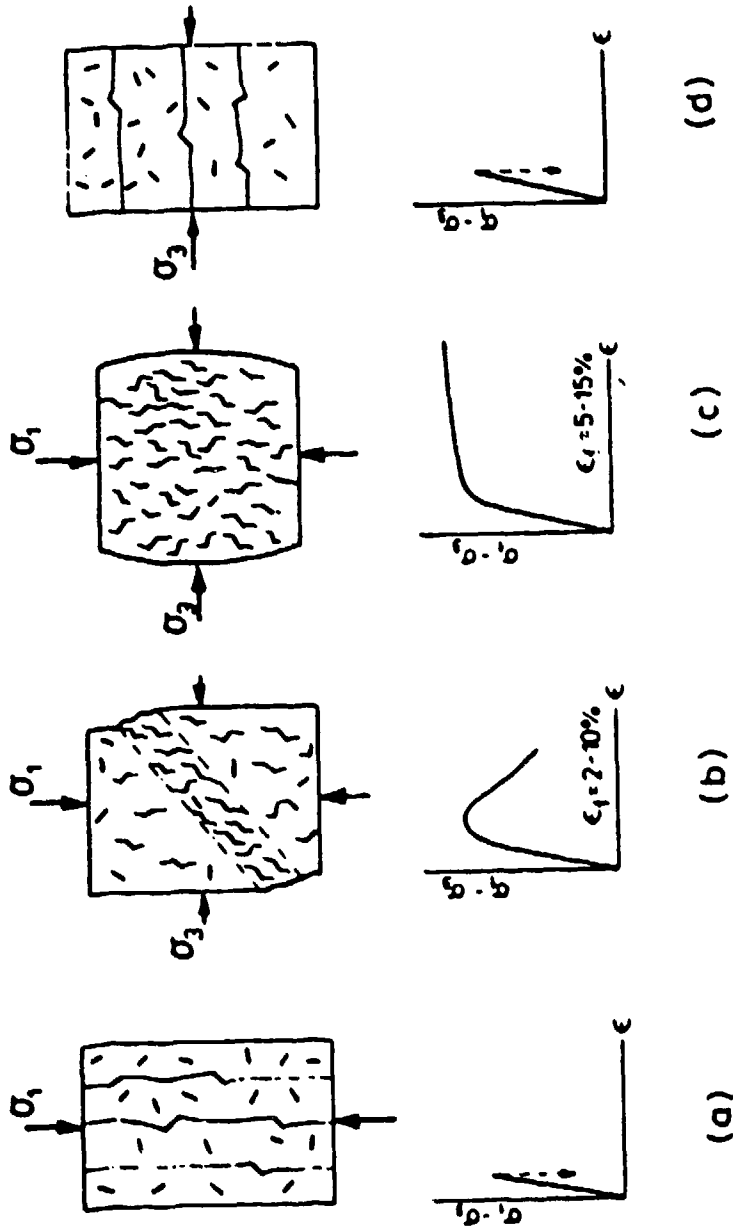 σ₁
σ₁ - σ₃
ε
(a)
σ₁
σ₃
σ₁ - σ₃
ε₁ = 2-10%
ε
(b)
σ₁
σ₃
σ₁ - σ₃
ε₁ = 5-15%
ε
(c)
σ₃
σ₁ - σ₃
ε
(d)